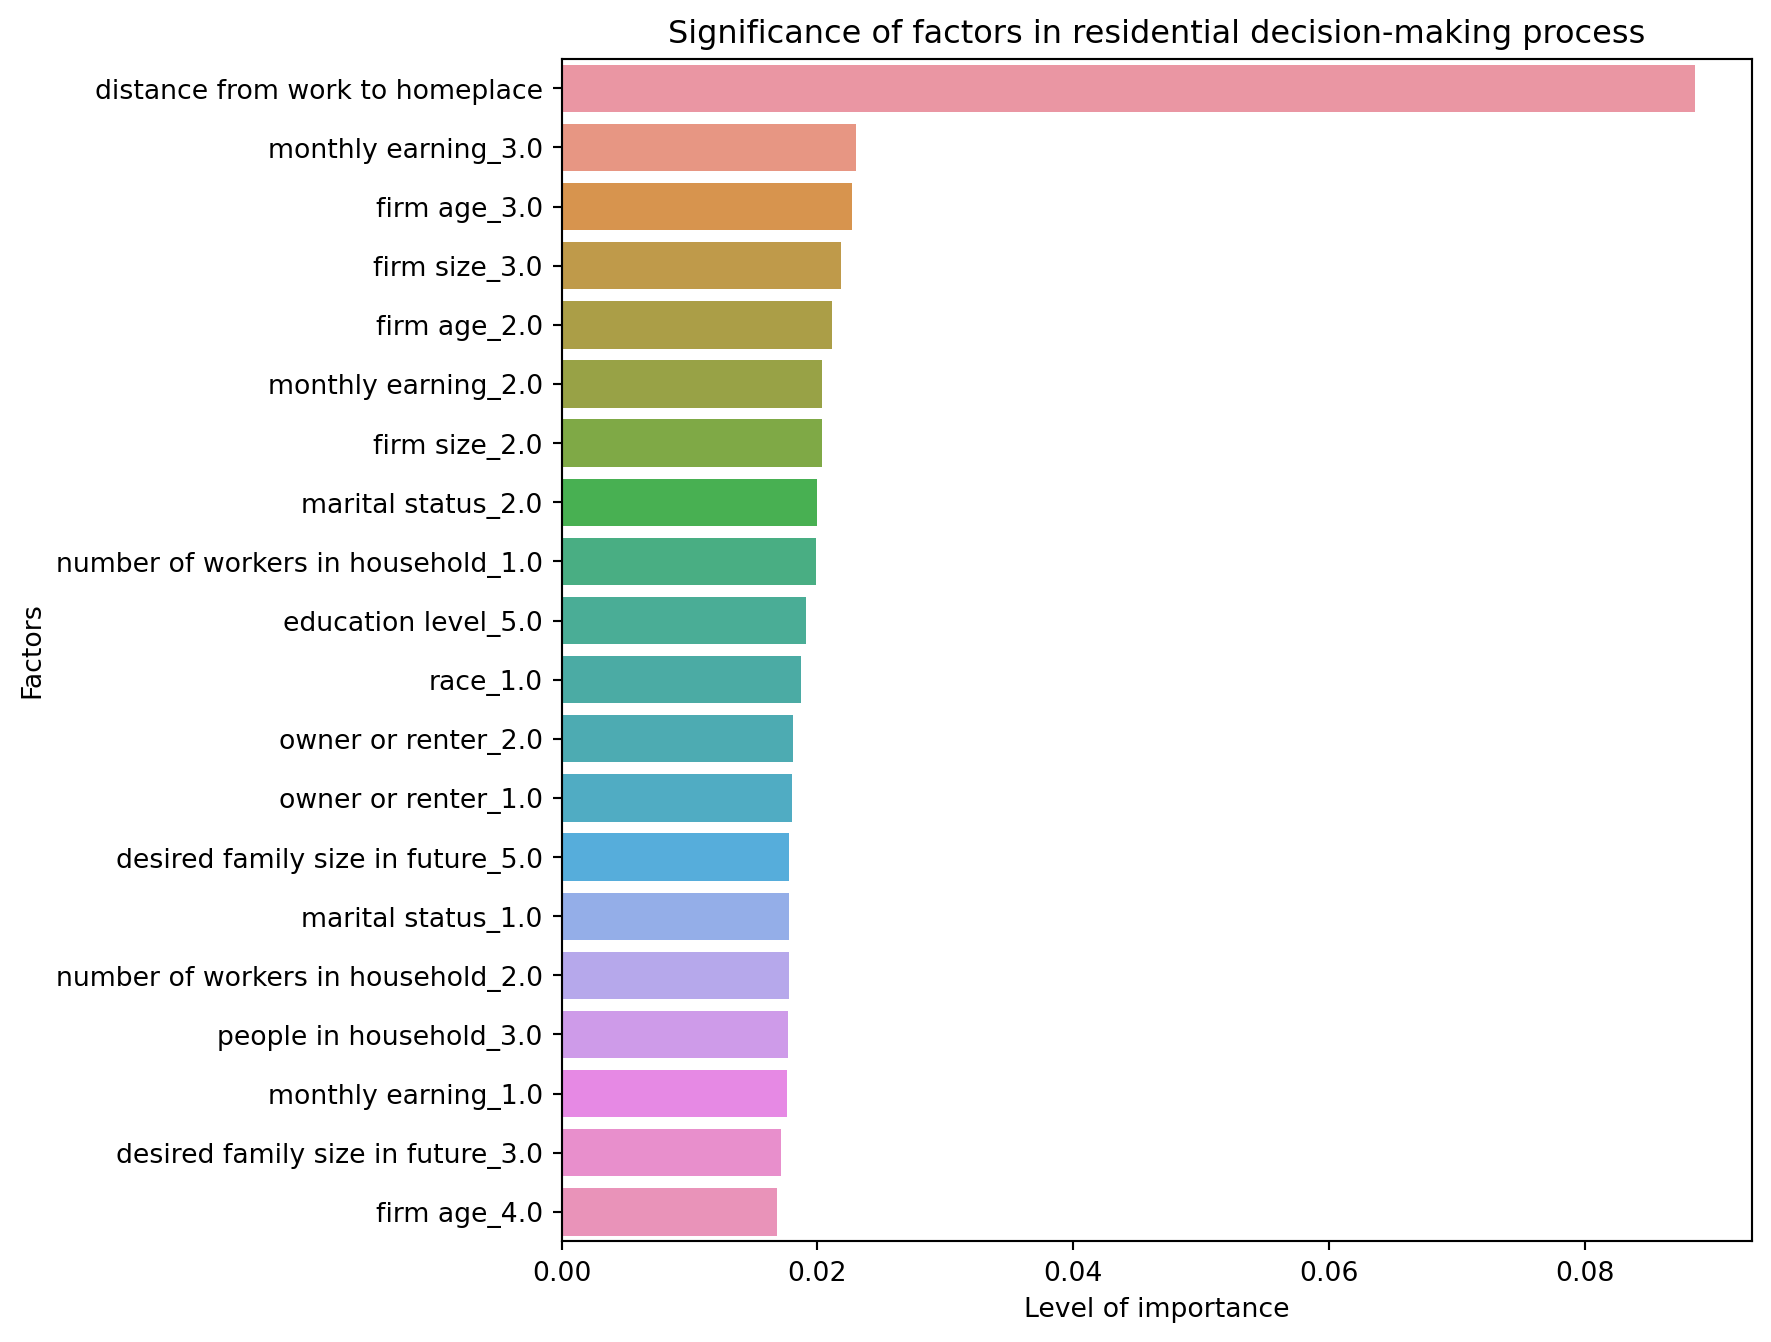 Significance of factors in residential decision-making process
distance from work to homeplace
monthly earning_3.0
firm age_3.0
firm size_3.0
firm age_2.0
monthly earning_2.0
firm size_2.0
marital status_2.0
number of workers in household_1.0
education level_5.0
race_1.0
owner or renter_2.0
owner or renter_1.0
desired family size in future_5.0
marital status_1.0
number of workers in household_2.0
people in household_3.0
monthly earning_1.0
desired family size in future_3.0
firm age_4.0
Factors
0.00 0.02 0.04 0.06 0.08
Level of importance